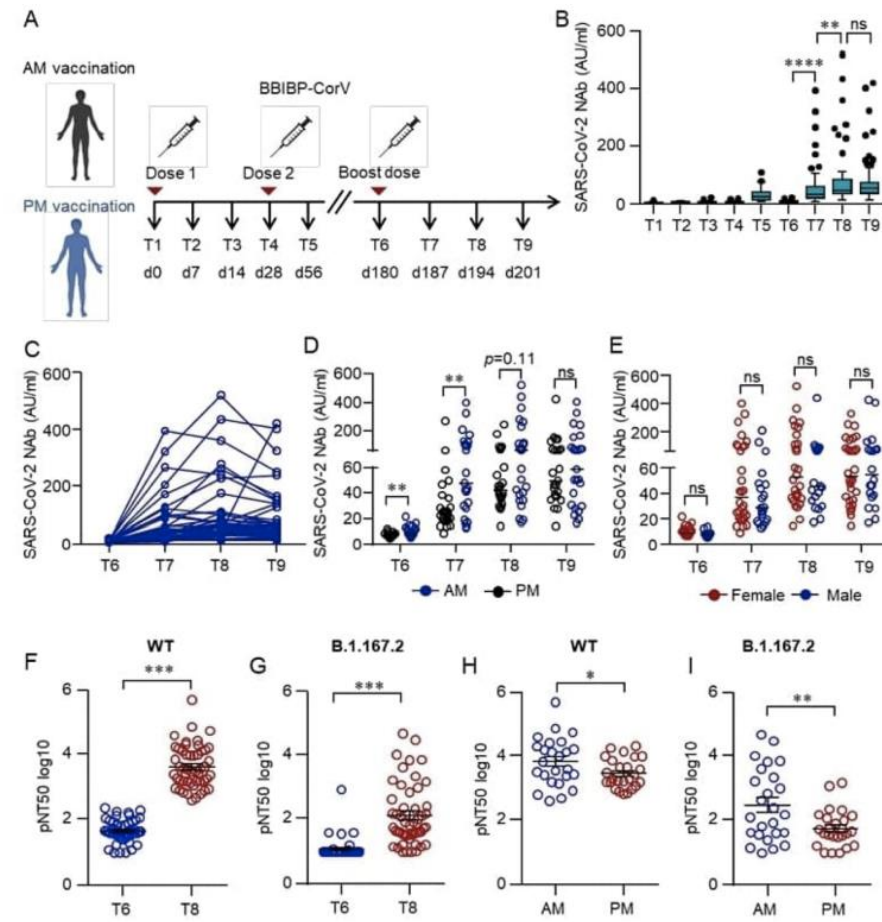 A
AM vaccination
PM vaccination
BBIBP-CorV
Dose 1
Dose 2
Boost dose
T1 T2 T3 T4 T5 T6 T7 T8 T9
d0 d7 d14 d28 d56 d180 d187 d194 d201
B
SARS-CoV-2 NAb (AU/ml)
600
400
200
0
**** ** ns
T1 T2 T3 T4 T5 T6 T7 T8 T9
C
SARS-CoV-2 NAb (AU/ml)
600
400
200
0
T6 T7 T8 T9
D
SARS-CoV-2 NAb (AU/ml)
600
400
200
60
40
20
0
** ** p=0.11 ns
T6 T7 T8 T9
AM PM
E
SARS-CoV-2 NAb (AU/ml)
600
400
200
60
40
20
0
ns ns ns ns
T6 T7 T8 T9
Female Male
F
WT
***
pNT50 log10
6
4
2
0
T6 T8
G
B.1.167.2
***
pNT50 log10
6
4
2
0
T6 T8
H
WT
*
pNT50 log10
6
4
2
0
AM PM
I
B.1.167.2
**
pNT50 log10
6
4
2
0
AM PM